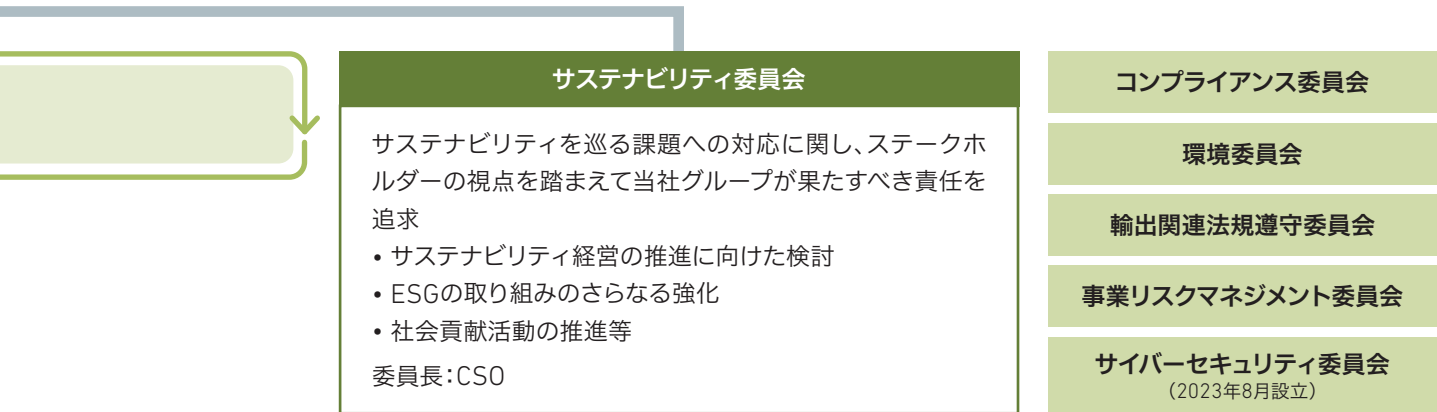 サステナビリティ委員会
サステナビリティを巡る課題への対応に関し、ステークホ
ルダーの視点を踏まえて当社グループが果たすべき責任を
追求
• サステナビリティ経営の推進に向けた検討
• ESGの取り組みのさらなる強化
• 社会貢献活動の推進等
委員長：CSO
コンプライアンス委員会
環境委員会
輸出関連法規遵守委員会
事業リスクマネジメント委員会
サイバーセキュリティ委員会
（2023年8月設立）